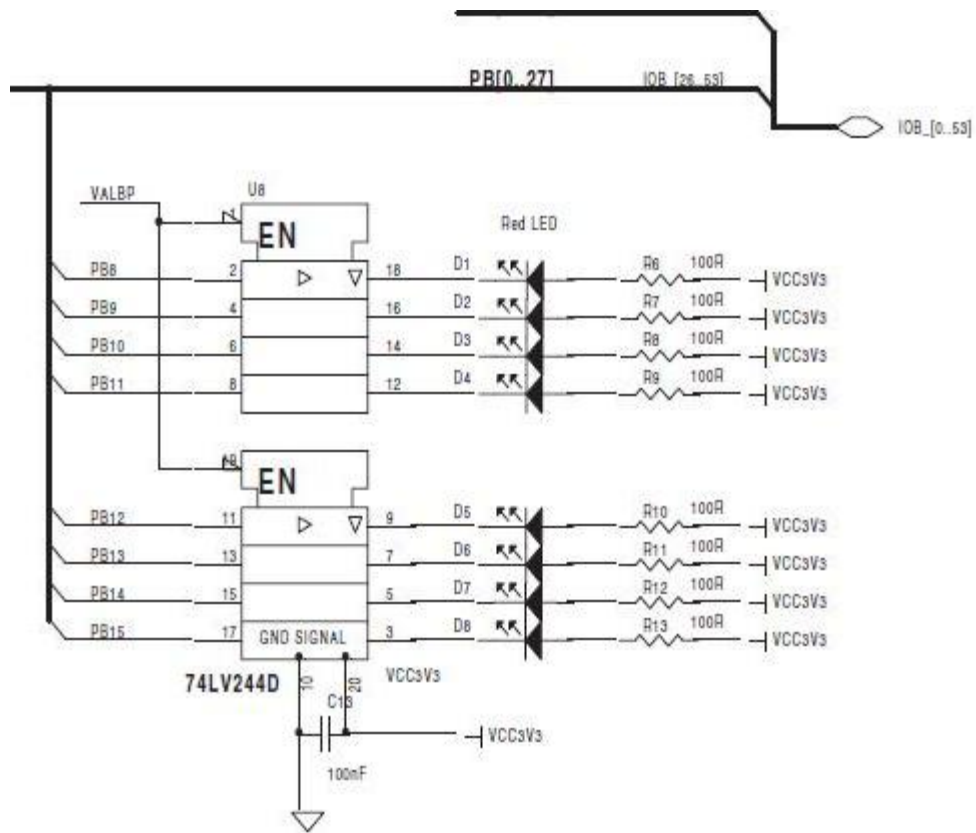 PB[0..27] IOB_[26..53]
IOB_[0..53]
VALBP U8
1
EN
Red LED
PB8 2 18 D1 R6 100R VCC3V3
PB9 4 16 D2 R7 100R VCC3V3
PB10 6 14 D3 R8 100R VCC3V3
PB11 8 12 D4 R9 100R VCC3V3
19
EN
PB12 11 9 D5 R10 100R VCC3V3
PB13 13 7 D6 R11 100R VCC3V3
PB14 15 5 D7 R12 100R VCC3V3
PB15 17 GND SIGNAL 3 D8 R13 100R VCC3V3
74LV244D 10 20 VCC3V3
C13
VCC3V3
100nF